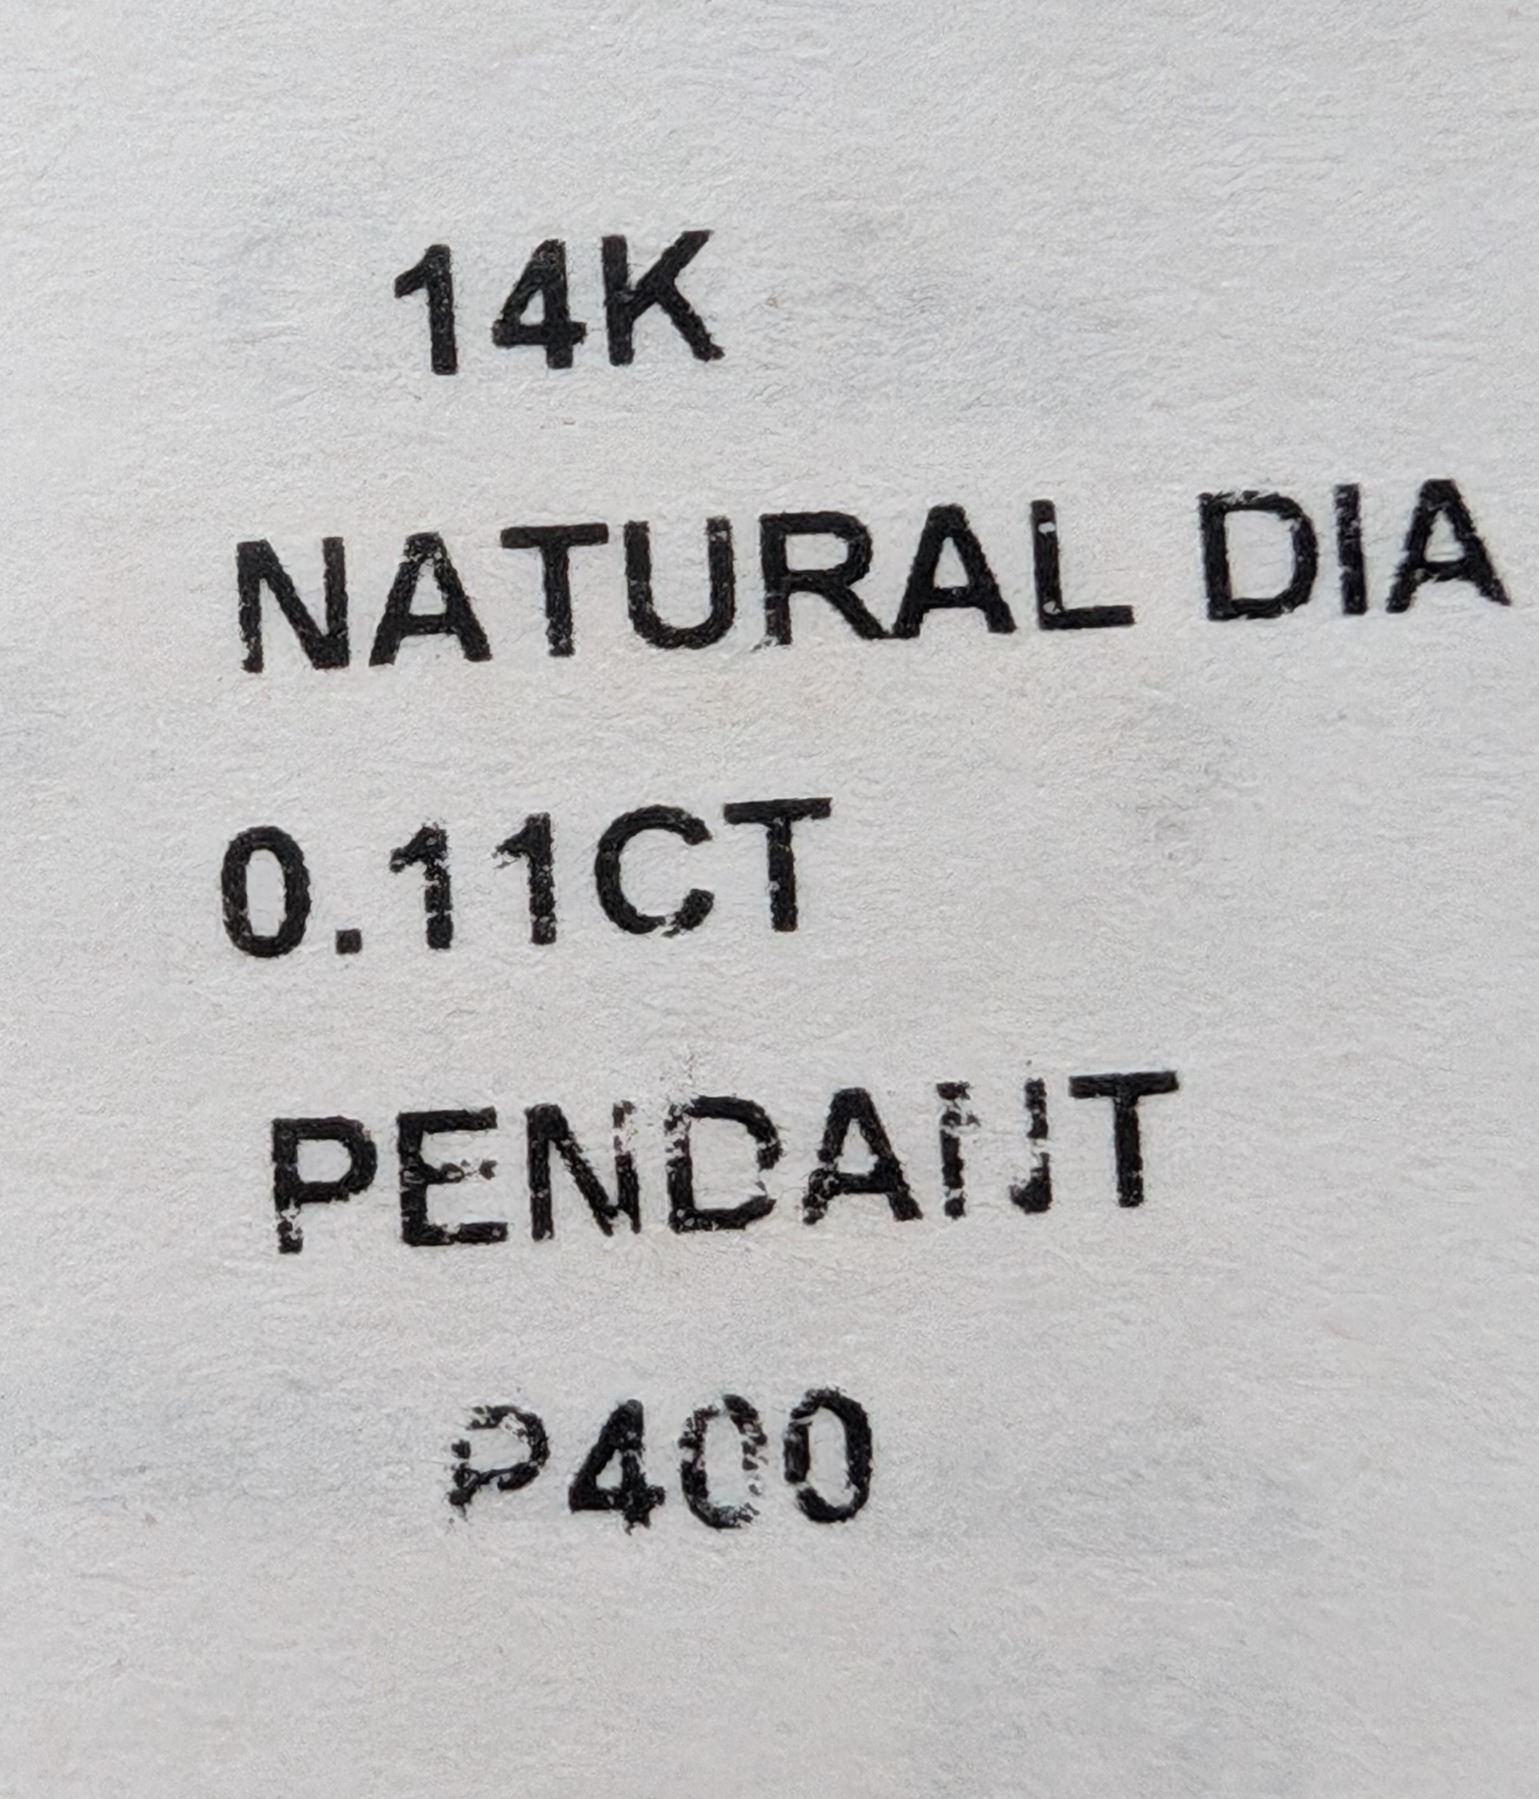 14K
NATURAL DIA
0.11CT
PENDANT
P400